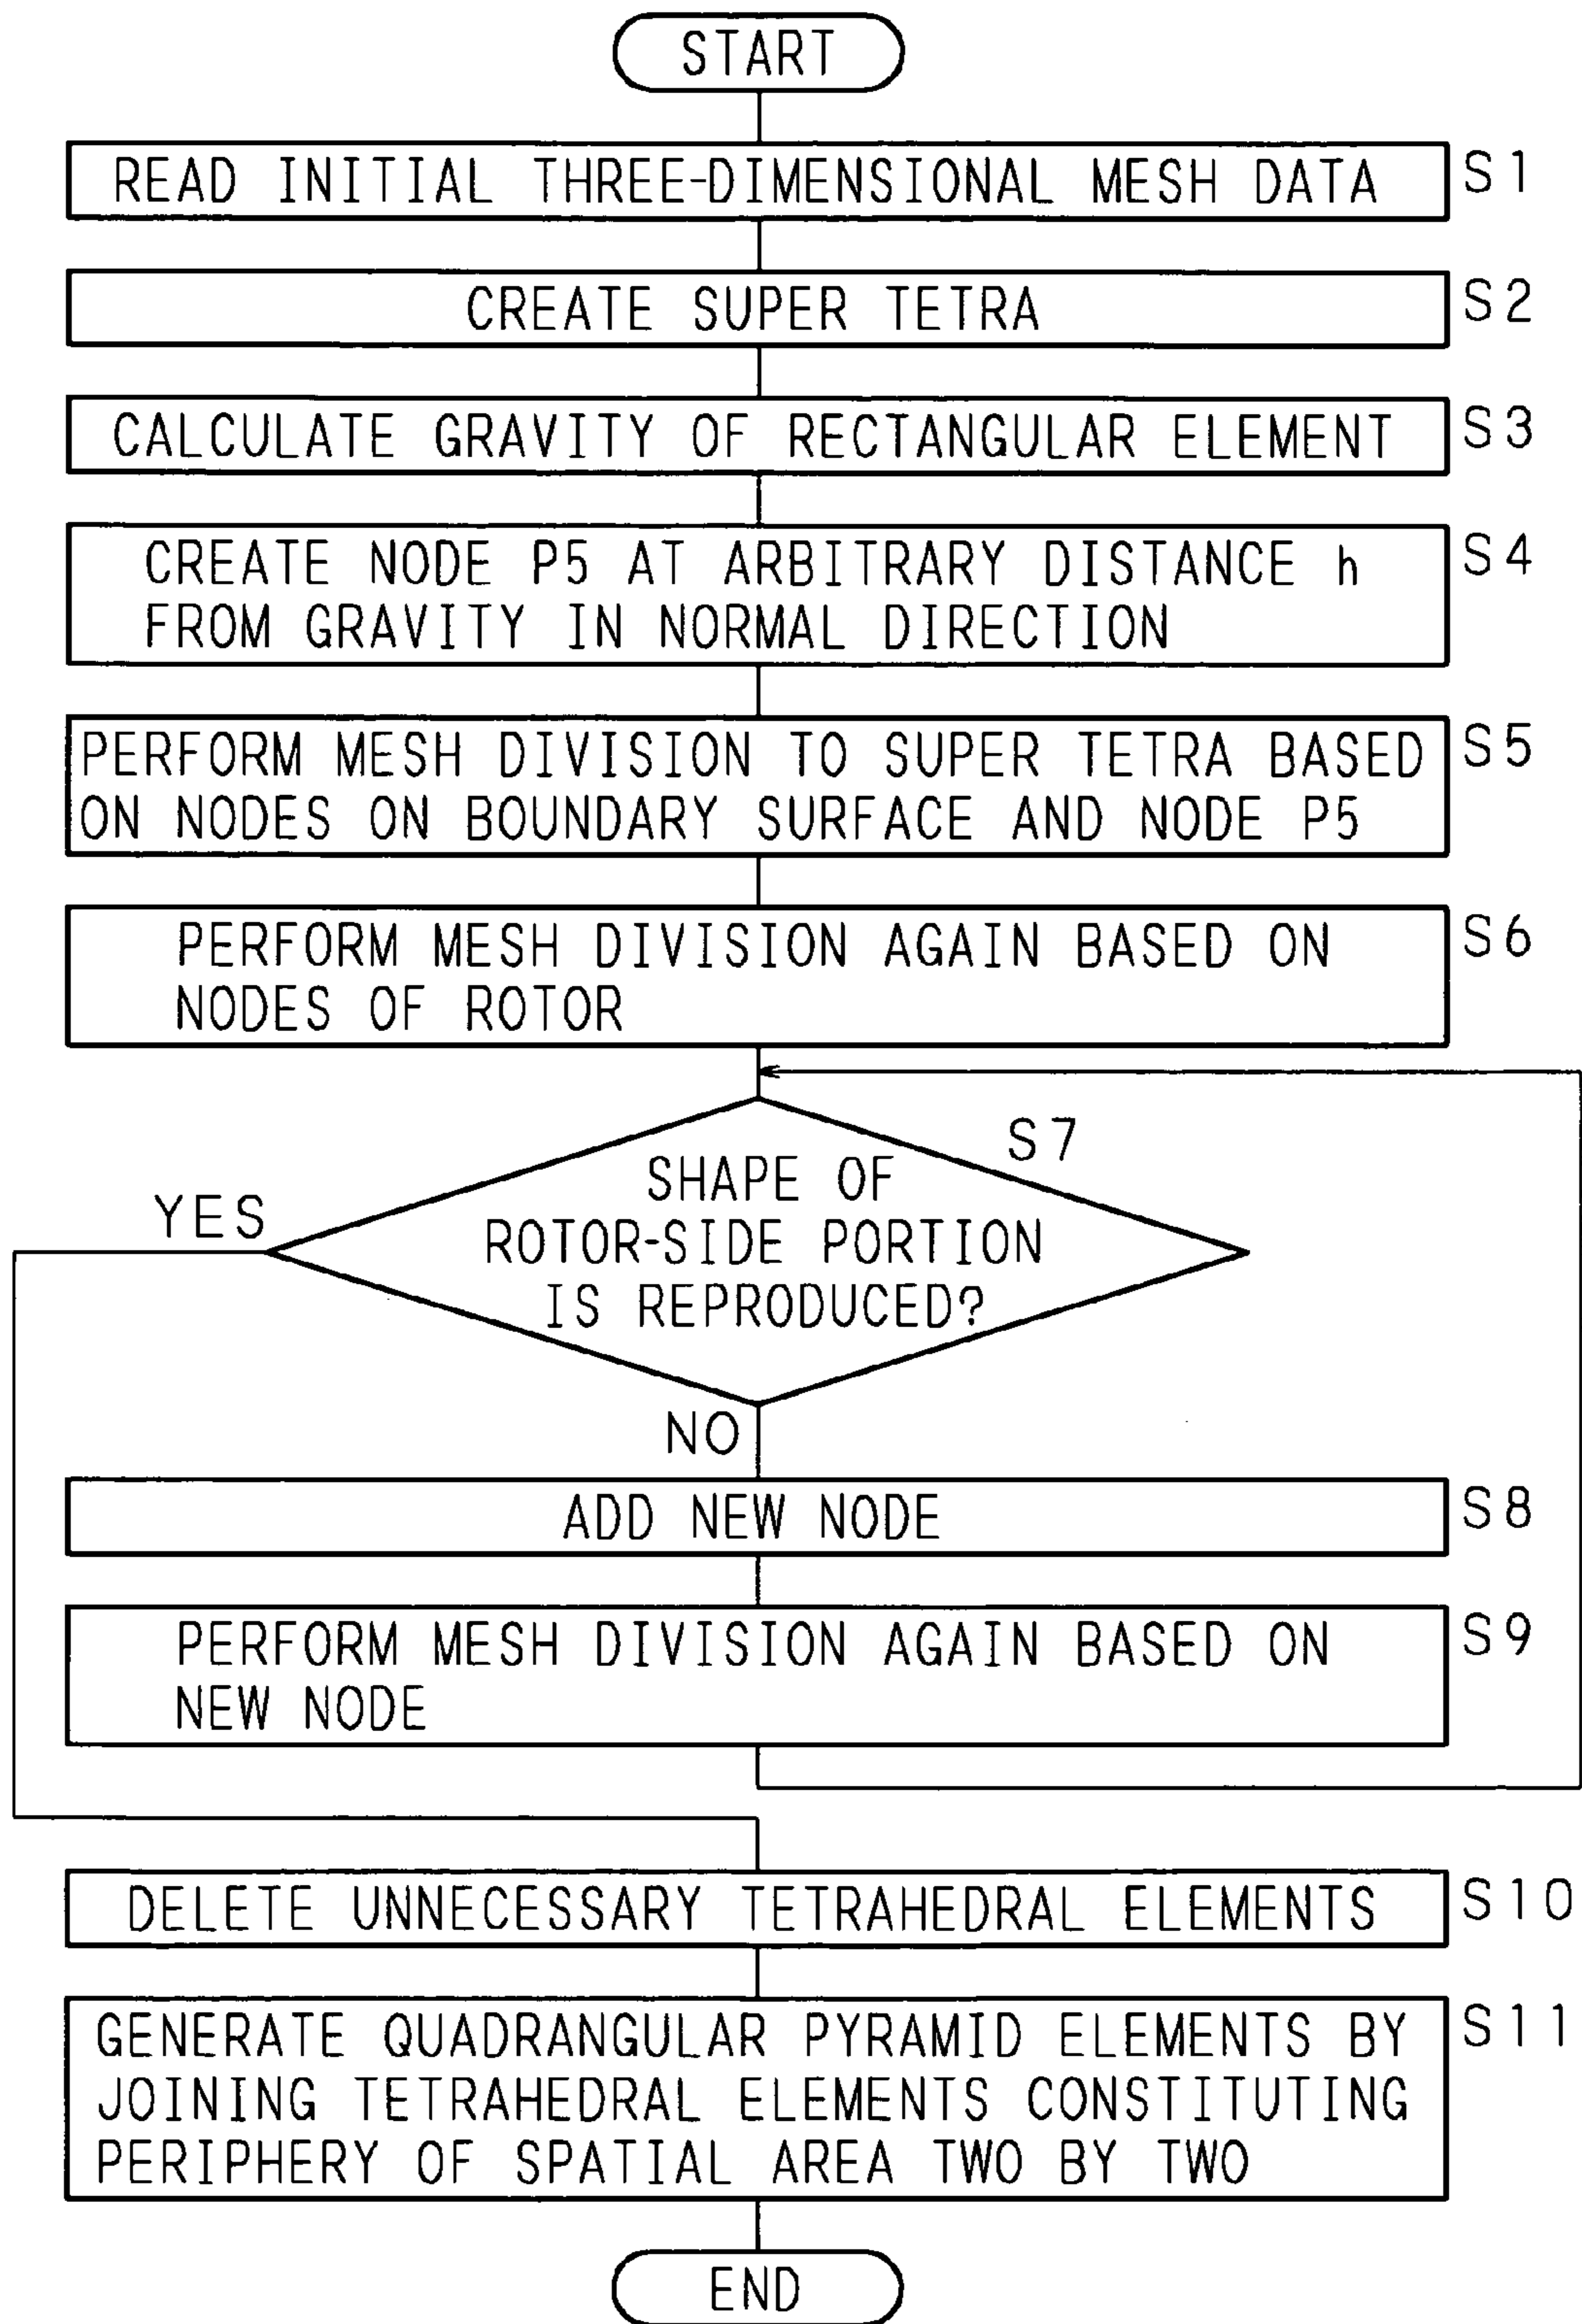 START
READ INITIAL THREE-DIMENSIONAL MESH DATA S1
CREATE SUPER TETRA S2
CALCULATE GRAVITY OF RECTANGULAR ELEMENT S3
CREATE NODE P5 AT ARBITRARY DISTANCE h S4
FROM GRAVITY IN NORMAL DIRECTION
PERFORM MESH DIVISION TO SUPER TETRA BASED S5
ON NODES ON BOUNDARY SURFACE AND NODE P5
PERFORM MESH DIVISION AGAIN BASED ON S6
NODES OF ROTOR
S7
SHAPE OF
YES
ROTOR-SIDE PORTION
IS REPRODUCED?
NO
ADD NEW NODE S8
PERFORM MESH DIVISION AGAIN BASED ON S9
NEW NODE
DELETE UNNECESSARY TETRAHEDRAL ELEMENTS S10
GENERATE QUADRANGULAR PYRAMID ELEMENTS BY S11
JOINING TETRAHEDRAL ELEMENTS CONSTITUTING
PERIPHERY OF SPATIAL AREA TWO BY TWO
END